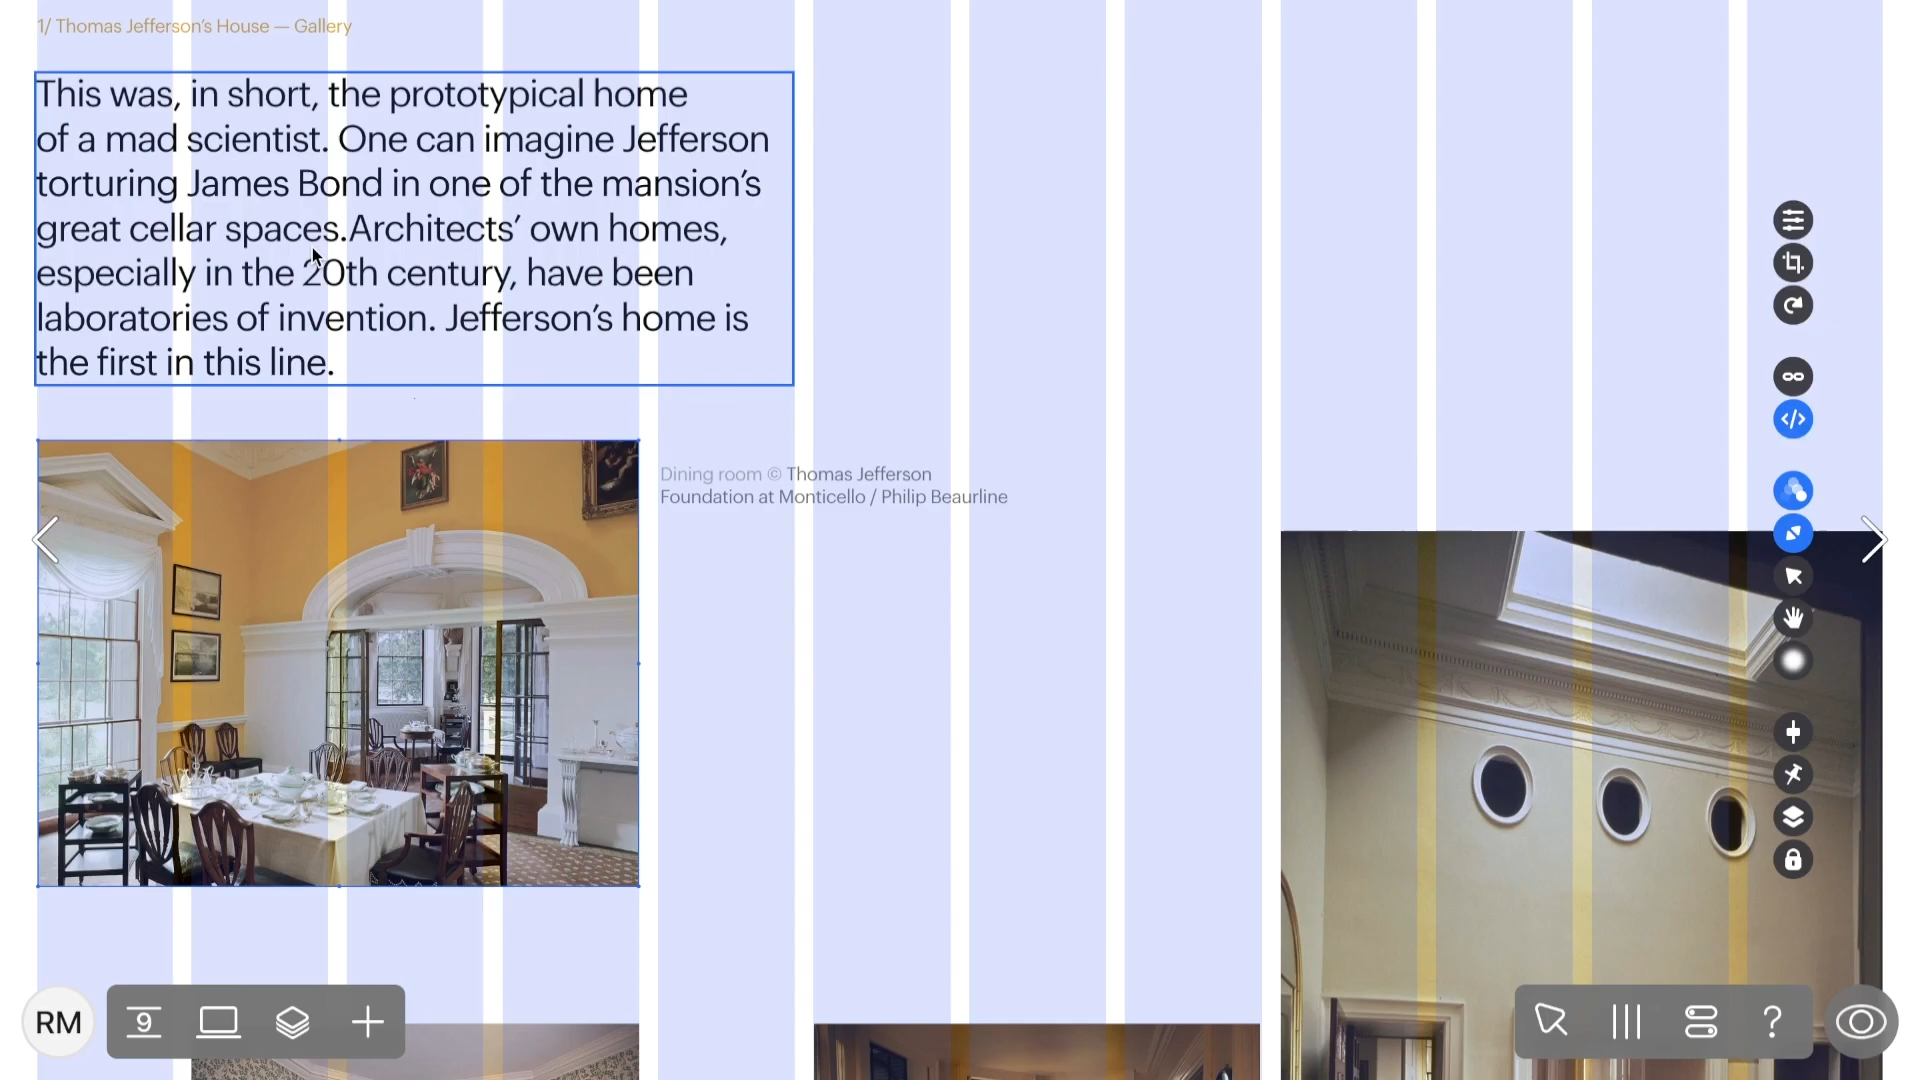 1/ Thomas Jefferson’s House — Gallery
This was, in short, the prototypical home
of a mad scientist. One can imagine Jefferson
torturing James Bond in one of the mansion’s
great cellar spaces.Architects’ own homes,
especially in the 20th century, have been
laboratories of invention. Jefferson’s home is
the first in this line.
Dining room © Thomas Jefferson
Foundation at Monticello / Philip Beaurline
RM
9
?